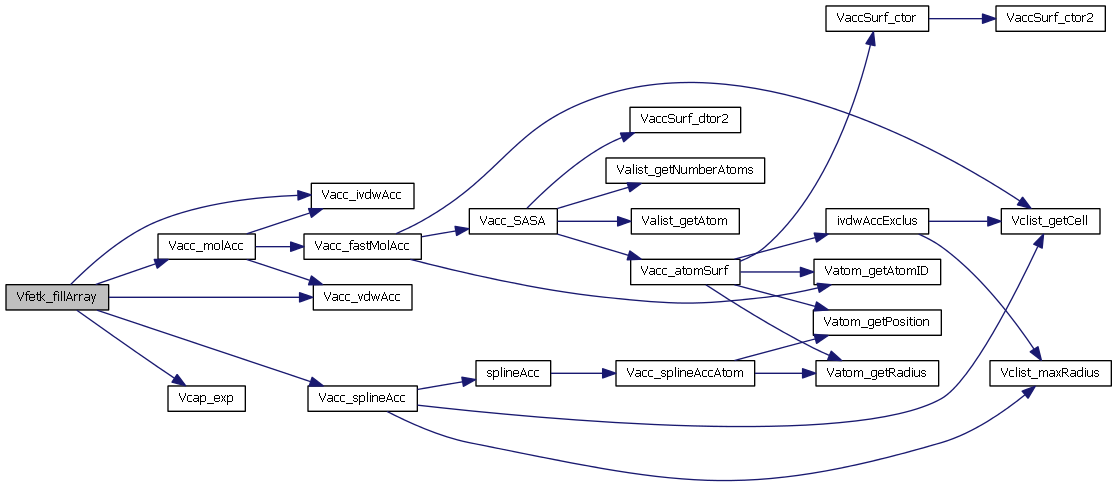 VaccSurf_ctor
VaccSurf_ctor2
VaccSurf_dtor2
Valist_getNumberAtoms
Vacc_ivdwAcc
Vacc_SASA
Valist_getAtom
ivdwAccExclus
Vclist_getCell
Vacc_molAcc
Vacc_fastMolAcc
Vacc_atomSurf
Vatom_getAtomID
Vfetk_fillArray
Vacc_vdwAcc
Vatom_getPosition
splineAcc
Vacc_splineAccAtom
Vatom_getRadius
Vclist_maxRadius
Vcap_exp
Vacc_splineAcc